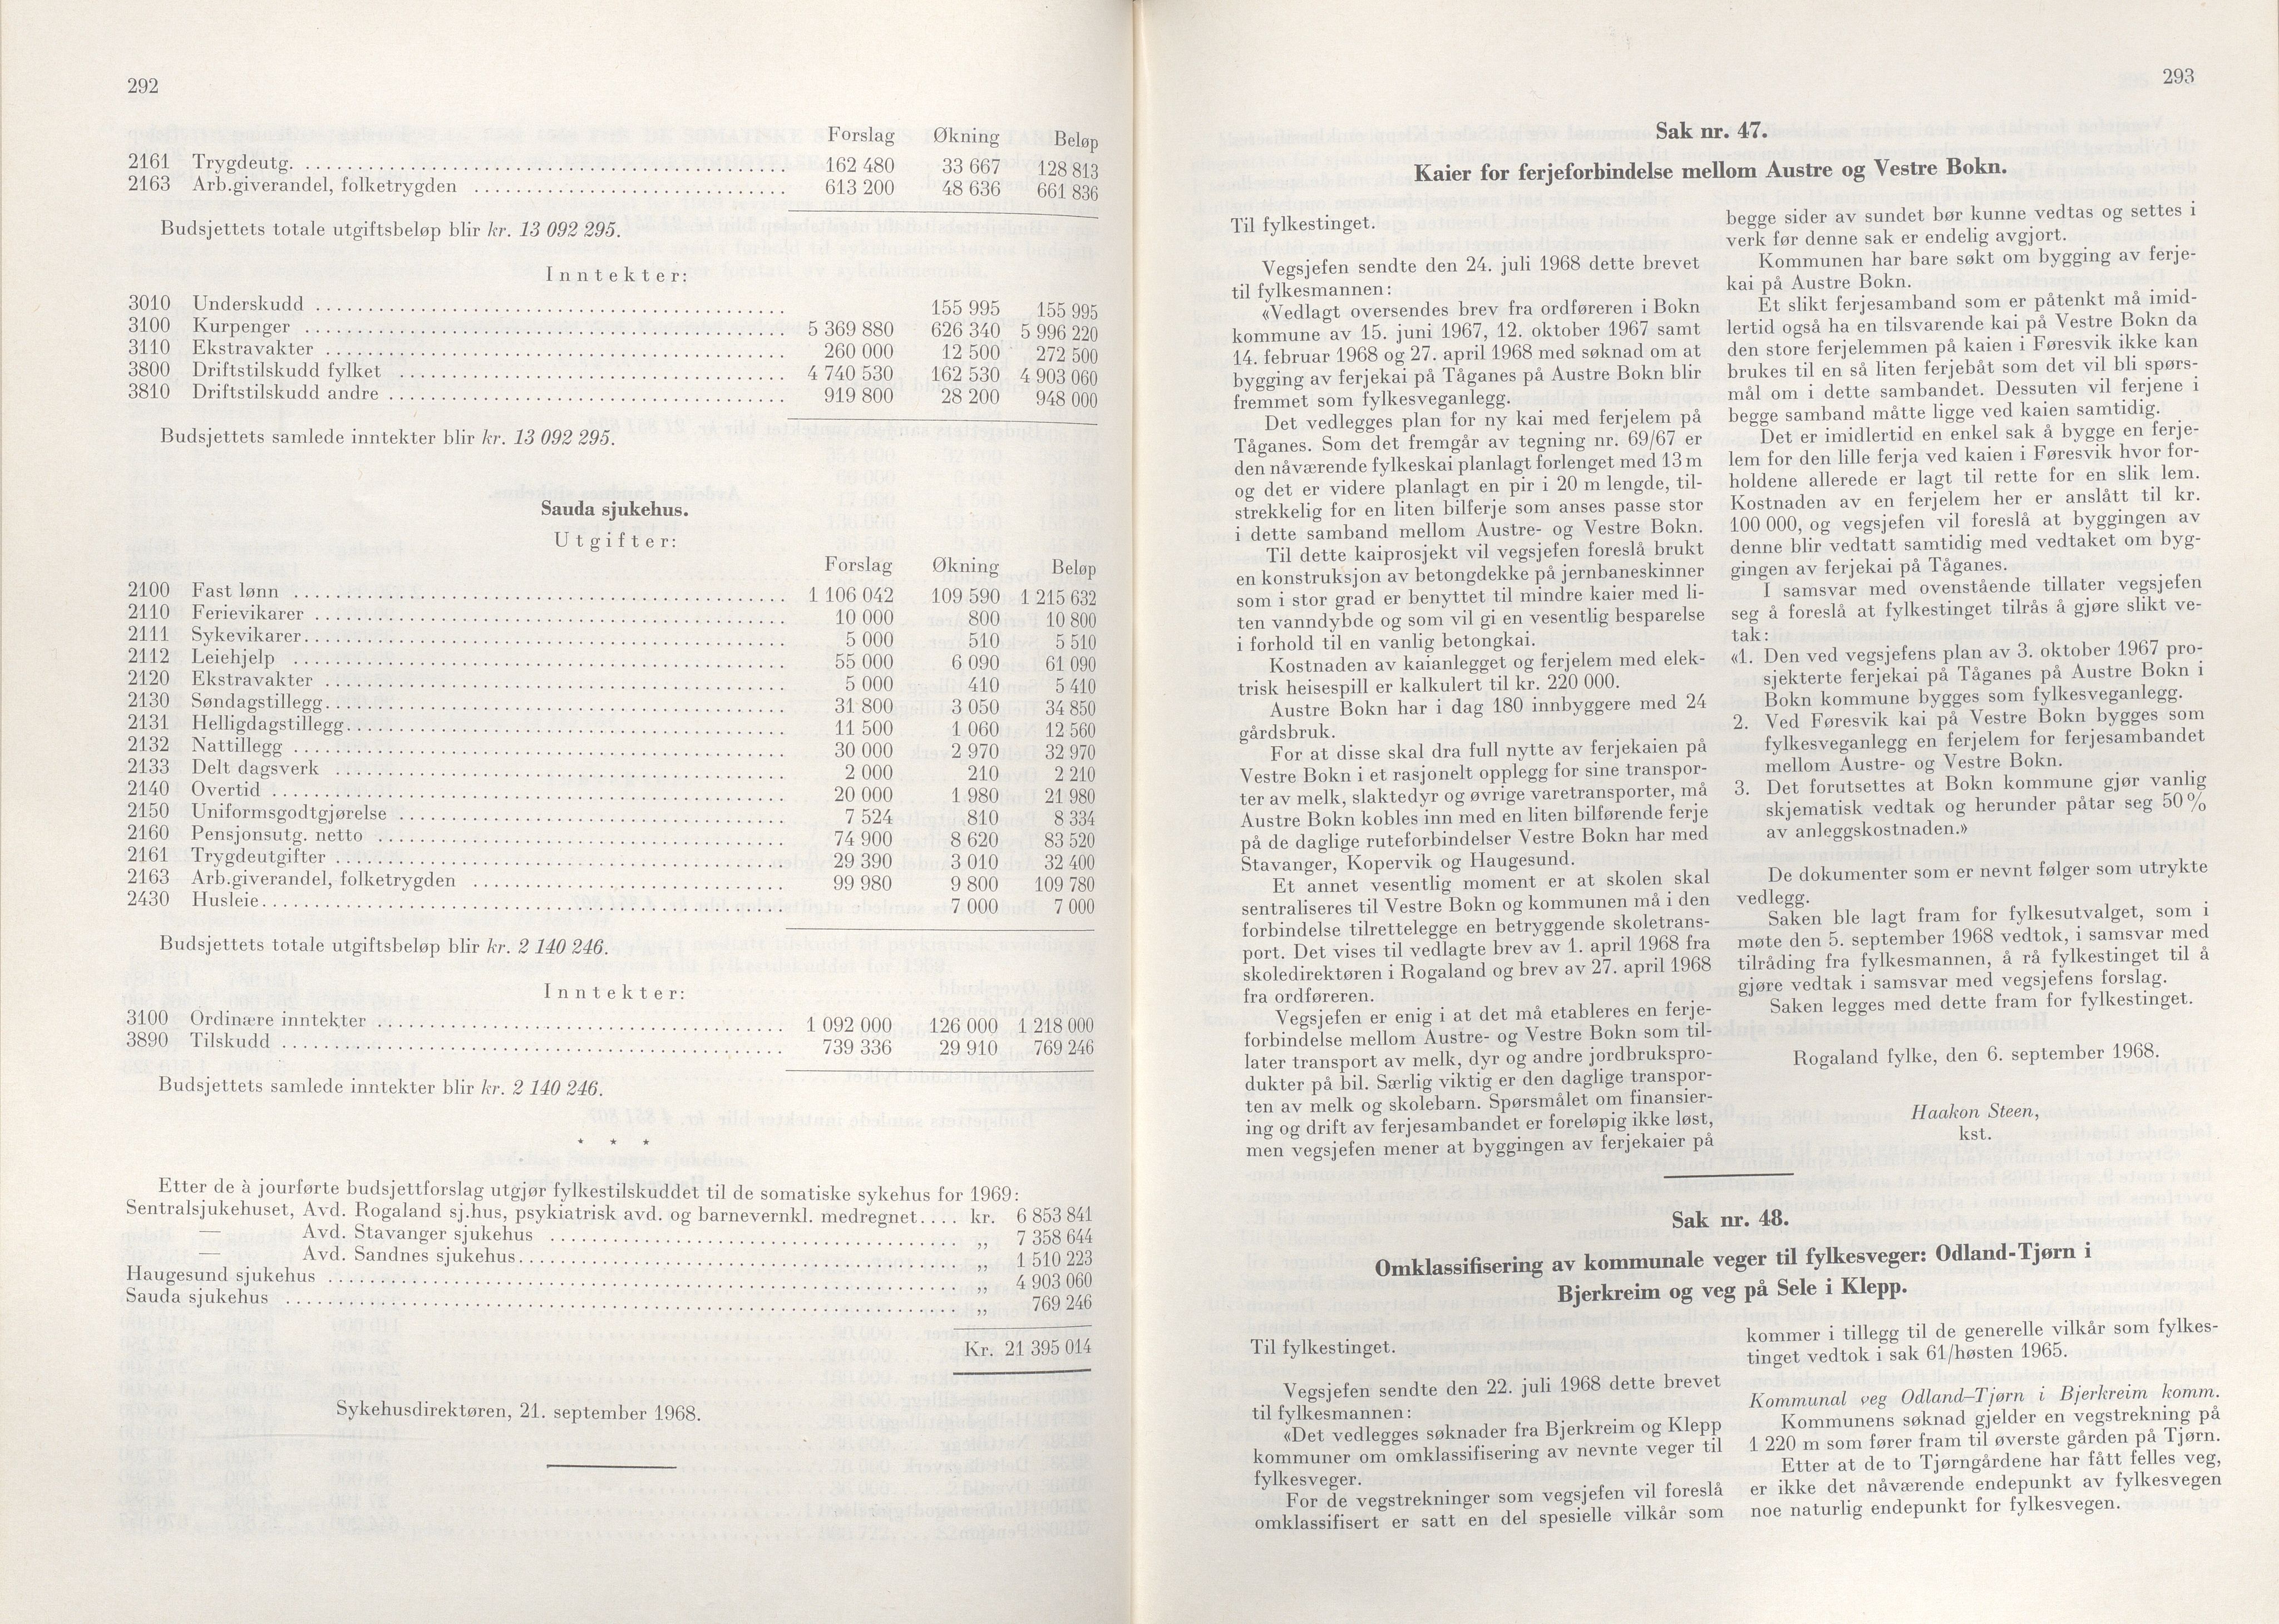 292
Forslag Økning Beløp
2161 Trygdeutg. 162 480 33 667 128 813
2163 Arb.giverandel, folketrygden 613 200 48 636 661 836
Budsjettets totale utgiftsbeløp blir kr. 13 092 295.
Inntekter:
3010 Underskudd 155 995 155 995
3100 Kurpenger 5 369 880 626 340 5 996 220
3110 Ekstravakter 260 000 12 500 272 500
3800 Driftstilskudd fylket 4 740 530 162 530 4 903 060
3810 Driftstilskudd andre 919 800 28 200 948 000
Budsjettets samlede inntekter blir kr. 13 092 295.
Sauda sjukehus.
Utgifter:
Forslag Økning Beløp
2100 Fast lønn 1 106 042 109 590 1 215 632
2110 Ferievikarer 10 000 800 10 800
2111 Sykevikarer 5 000 510 5 510
2112 Leiehjelp 55 000 6 090 61 090
2120 Ekstravakter 5 000 410 5 410
2130 Søndagstillegg 31 800 3 050 34 850
2131 Helligdagstillegg 11 500 1 060 12 560
2132 Nattillegg 30 000 2 970 32 970
2133 Delt dagsverk 2 000 210 2 210
2140 Overtid 20 000 1 980 21 980
2150 Uniformsgodtgjørelse 7 524 810 8 334
2160 Pensjonsutg. netto 74 900 8 620 83 520
2161 Trygdeutgifter 29 390 3 010 32 400
2163 Arb.giverandel, folketrygden 99 980 9 800 109 780
2430 Husleie 7 000 7 000
Budsjettets totale utgiftsbeløp blir kr. 2 140 246.
Inntekter:
3100 Ordinære inntekter 1 092 000 126 000 1 218 000
3890 Tilskudd 739 336 29 910 769 246
Budsjettets samlede inntekter blir kr. 2 140 246.
* * *
Etter de à jourførte budsjettforslag utgjør fylkestilskuddet til de somatiske sykehus for 1969:
Sentralsjukehuset, Avd. Rogaland sj.hus, psykiatrisk avd. og barnevernkl. medregnet.... kr. 6 853 841
— Avd. Stavanger sjukehus ,, 7 358 644
— Avd. Sandnes sjukehus ,, 1 510 223
Haugesund sjukehus ,, 4 903 060
Sauda sjukehus ,, 769 246
Kr. 21 395 014
Sykehusdirektøren, 21. september 1968.
293
Sak nr. 47.
Kaier for ferjeforbindelse mellom Austre og Vestre Bokn.
Til fylkestinget.
Vegsjefen sendte den 24. juli 1968 dette brevet
til fylkesmannen:
«Vedlagt oversendes brev fra ordføreren i Bokn
kommune av 15. juni 1967, 12. oktober 1967 samt
14. februar 1968 og 27. april 1968 med søknad om at
bygging av ferjekai på Tåganes på Austre Bokn blir
fremmet som fylkesveganlegg.
Det vedlegges plan for ny kai med ferjelem på
Tåganes. Som det fremgår av tegning nr. 69/67 er
den nåværende fylkeskai planlagt forlenget med 13 m
og det er videre planlagt en pir i 20 m lengde, til-
strekkelig for en liten bilferje som anses passe stor
i dette samband mellom Austre- og Vestre Bokn.
Til dette kaiprosjekt vil vegsjefen foreslå brukt
en konstruksjon av betongdekke på jernbaneskinner
som i stor grad er benyttet til mindre kaier med li-
ten vanndybde og som vil gi en vesentlig besparelse
i forhold til en vanlig betongkai.
Kostnaden av kaianlegget og ferjelem med elek-
trisk heisespill er kalkulert til kr. 220 000.
Austre Bokn har i dag 180 innbyggere med 24
gårdsbruk.
For at disse skal dra full nytte av ferjekaien på
Vestre Bokn i et rasjonelt opplegg for sine transpor-
ter av melk, slaktedyr og øvrige varetransporter, må
Austre Bokn kobles inn med en liten bilførende ferje
på de daglige ruteforbindelser Vestre Bokn har med
Stavanger, Kopervik og Haugesund.
Et annet vesentlig moment er at skolen skal
sentraliseres til Vestre Bokn og kommunen må i den
forbindelse tilrettelegge en betryggende skoletrans-
port. Det vises til vedlagte brev av 1. april 1968 fra
skoledirektøren i Rogaland og brev av 27. april 1968
fra ordføreren.
Vegsjefen er enig i at det må etableres en ferje-
forbindelse mellom Austre- og Vestre Bokn som til-
later transport av melk, dyr og andre jordbrukspro-
dukter på bil. Særlig viktig er den daglige transpor-
ten av melk og skolebarn. Spørsmålet om finansier-
ing og drift av ferjesambandet er foreløpig ikke løst,
men vegsjefen mener at byggingen av ferjekaier på
begge sider av sundet bør kunne vedtas og settes i
verk før denne sak er endelig avgjort.
Kommunen har bare søkt om bygging av ferje-
kai på Austre Bokn.
Et slikt ferjesamband som er påtenkt må imid-
lertid også ha en tilsvarende kai på Vestre Bokn da
den store ferjelemmen på kaien i Føresvik ikke kan
brukes til en så liten ferjebåt som det vil bli spørs-
mål om i dette sambandet. Dessuten vil ferjene i
begge samband måtte ligge ved kaien samtidig.
Det er imidlertid en enkel sak å bygge en ferje-
lem for den lille ferja ved kaien i Føresvik hvor for-
holdene allerede er lagt til rette for en slik lem.
Kostnaden av en ferjelem her er anslått til kr.
100 000, og vegsjefen vil foreslå at byggingen av
denne blir vedtatt samtidig med vedtaket om byg-
gingen av ferjekai på Tåganes.
I samsvar med ovenstående tillater vegsjefen
seg å foreslå at fylkestinget tilrås å gjøre slikt ve-
tak:
«1. Den ved vegsjefens plan av 3. oktober 1967 pro-
sjekterte ferjekai på Tåganes på Austre Bokn i
Bokn kommune bygges som fylkesveganlegg.
2. Ved Føresvik kai på Vestre Bokn bygges som
fylkesveganlegg en ferjelem for ferjesambandet
mellom Austre- og Vestre Bokn.
3. Det forutsettes at Bokn kommune gjør vanlig
skjematisk vedtak og herunder påtar seg 50 %
av anleggskostnaden.»
De dokumenter som er nevnt følger som utrykte
vedlegg.
Saken ble lagt fram for fylkesutvalget, som i
møte den 5. september 1968 vedtok, i samsvar med
tilråding fra fylkesmannen, å rå fylkestinget til å
gjøre vedtak i samsvar med vegsjefens forslag.
Saken legges med dette fram for fylkestinget.
Rogaland fylke, den 6. september 1968.
Haakon Steen,
kst.
Sak nr. 48.
Omklassifisering av kommunale veger til fylkesveger: Odland-Tjørn i
Bjerkreim og veg på Sele i Klepp.
Til fylkestinget.
Vegsjefen sendte den 22. juli 1968 dette brevet
til fylkesmannen:
«Det vedlegges søknader fra Bjerkreim og Klepp
kommuner om omklassifisering av nevnte veger til
fylkesveger.
For de vegstrekninger som vegsjefen vil foreslå
omklassifisert er satt en del spesielle vilkår som
kommer i tillegg til de generelle vilkår som fylkes-
tinget vedtok i sak 61/høsten 1965.
Kommunal veg Odland–Tjørn i Bjerkreim komm.
Kommunens søknad gjelder en vegstrekning på
1 220 m som fører fram til øverste gården på Tjørn.
Etter at de to Tjørngårdene har fått felles veg,
er ikke det nåværende endepunkt av fylkesvegen
noe naturlig endepunkt for fylkesvegen.